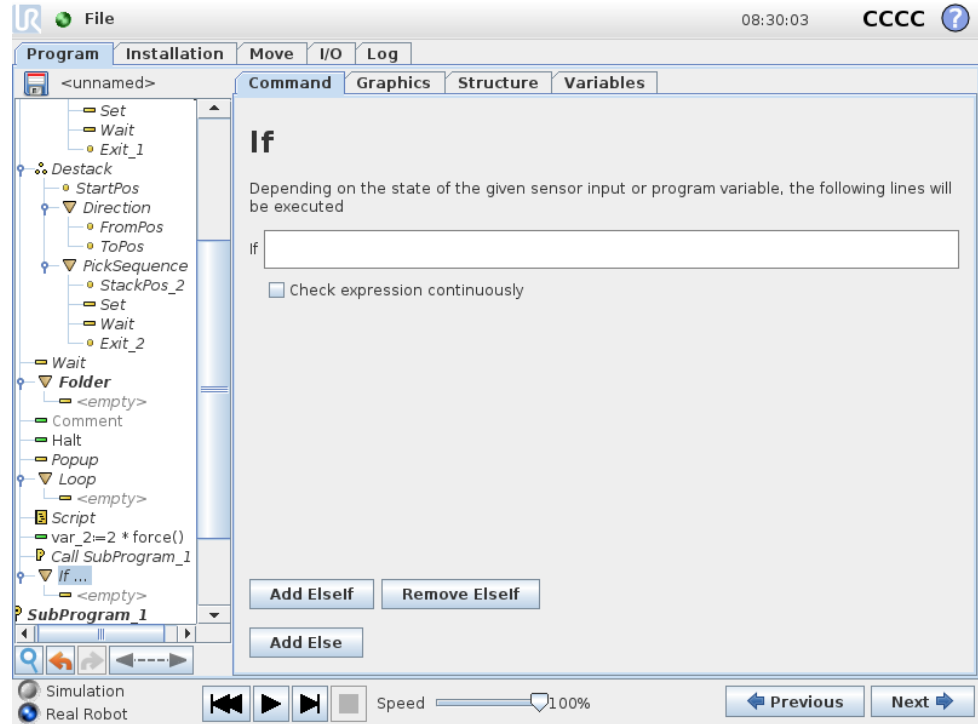 UR File 08:30:03 CCCC ?
Program Installation Move I/O Log
<unnamed> Command Graphics Structure Variables
Set
Wait
Exit_1
Destack
StartPos
Direction
FromPos
ToPos
PickSequence
StackPos_2
Set
Wait
Exit_2
Wait
Folder
<empty>
Comment
Halt
Popup
Loop
<empty>
Script
var_2:=2 * force()
P Call SubProgram_1
If ...
<empty>
P SubProgram_1
If
Depending on the state of the given sensor input or program variable, the following lines will
be executed
If
Check expression continuously
Add ElseIf Remove ElseIf
Add Else
Simulation
Real Robot
Speed 100%
Previous Next